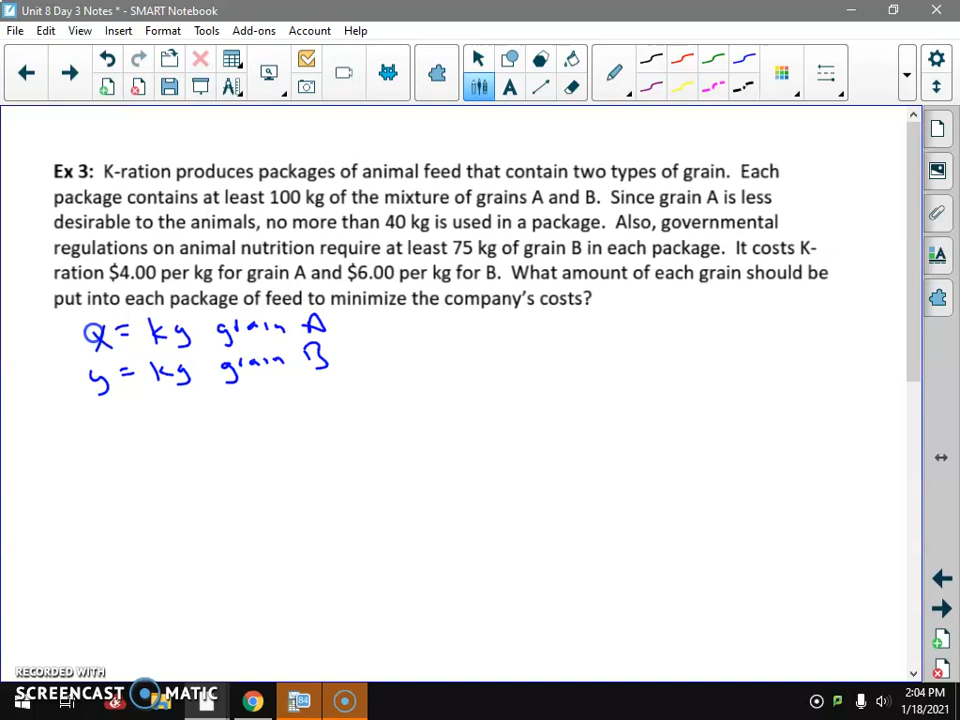 Unit 8 Day 3 Notes * - SMART Notebook
File Edit View Insert Format Tools Add-ons Account Help
Ex 3: K-ration produces packages of animal feed that contain two types of grain. Each
package contains at least 100 kg of the mixture of grains A and B. Since grain A is less
desirable to the animals, no more than 40 kg is used in a package. Also, governmental
regulations on animal nutrition require at least 75 kg of grain B in each package. It costs K-
ration $4.00 per kg for grain A and $6.00 per kg for B. What amount of each grain should be
put into each package of feed to minimize the company's costs?
x = kg grain A
y = kg grain B
RECORDED WITH
SCREENCAST MATIC
84
2:04 PM
1/18/2021